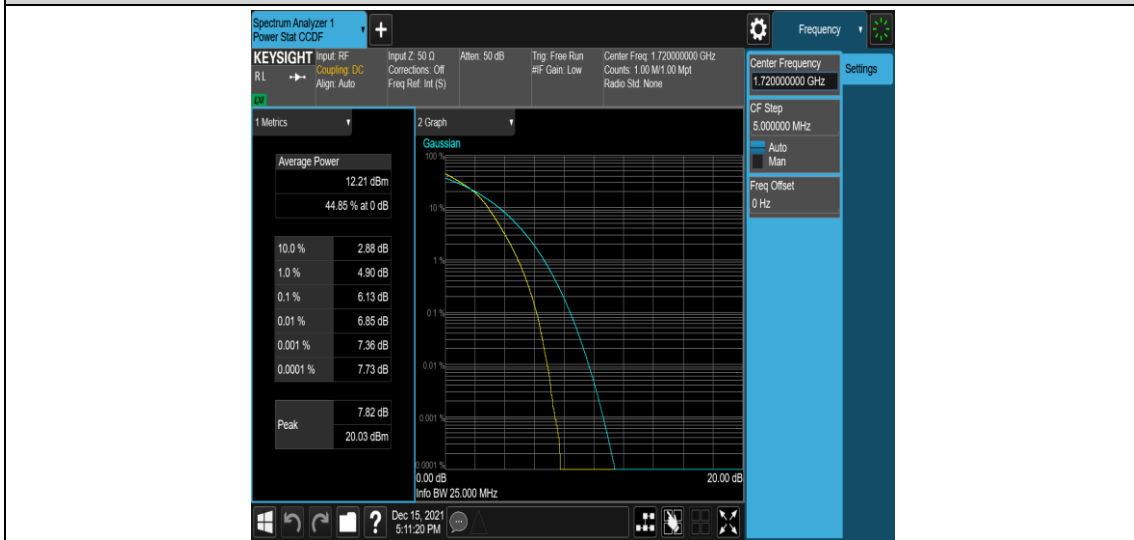 Spectrum Analyzer 1
Power Stat CCDF
Frequency
KEYSIGHT
Input: RF
Coupling: DC
Align: Auto
Input Z: 50 Ω
Corrections: Off
Freq Ref: Int (S)
Atten: 50 dB
Trig: Free Run
#IF Gain: Low
Center Freq: 1.720000000 GHz
Counts: 1.00 M/1.00 Mpt
Radio Std: None
R L
Center Frequency
1.720000000 GHz
Settings
CF Step
5.000000 MHz
Auto
Man
Freq Offset
0 Hz
1 Metrics
Average Power
12.21 dBm
44.85 % at 0 dB
10.0 % 2.88 dB
1.0 % 4.90 dB
0.1 % 6.13 dB
0.01 % 6.85 dB
0.001 % 7.36 dB
0.0001 % 7.73 dB
Peak
7.82 dB
20.03 dBm
2 Graph
Gaussian
100 %
10 %
1 %
0.1 %
0.01 %
0.001 %
0.0001 %
0.00 dB
20.00 dB
Info BW 25.000 MHz
Dec 15, 2021
5:11:20 PM